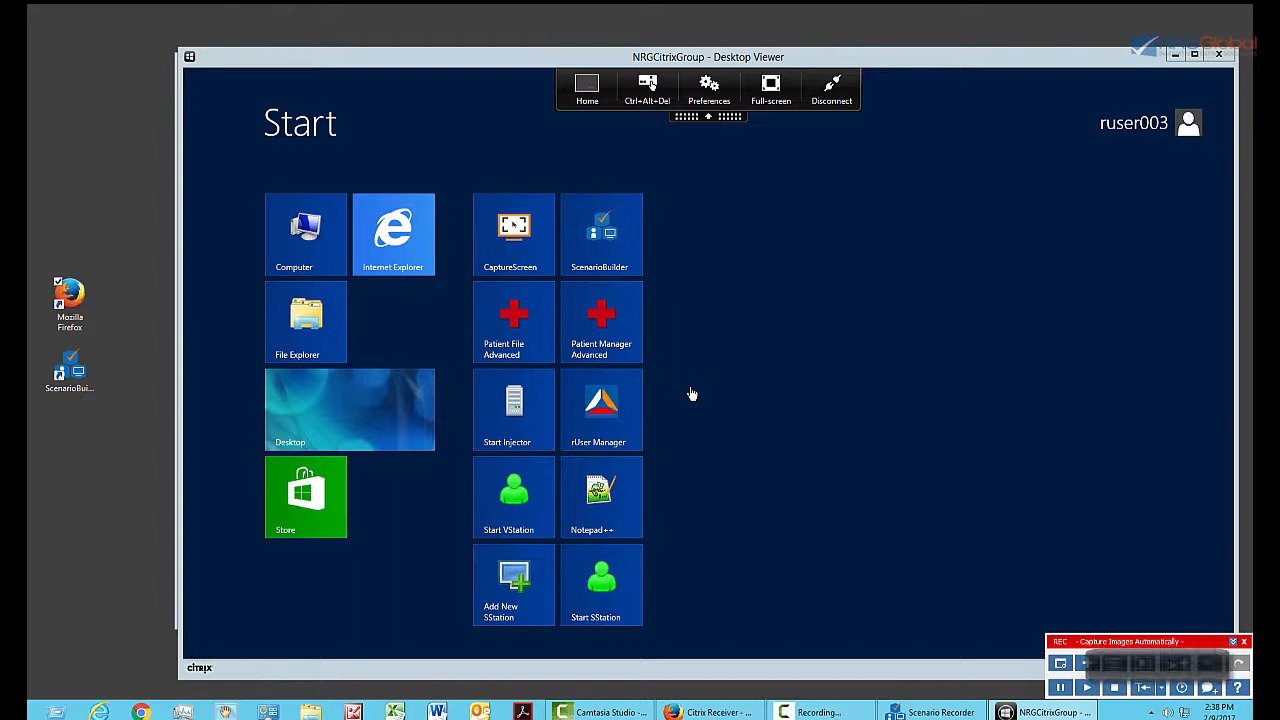 NRGCitrixGroup - Desktop Viewer
Home
Ctrl+Alt+Del
Preferences
Full-screen
Disconnect
Start
ruser003
Computer
Internet Explorer
CaptureScreen
ScenarioBuilder
File Explorer
Patient File
Advanced
Patient Manager
Advanced
Desktop
Start Injector
rUser Manager
Store
Start VStation
Notepad++
Add New
SStation
Start SStation
Mozilla
Firefox
ScenarioBui...
CITRIX
REC - Capture Images Automatically -
Camtasia Studio - ...
Citrix Receiver - ...
Recording...
Scenario Recorder
NRGCitrixGroup - ...
2:38 PM
2/9/2017